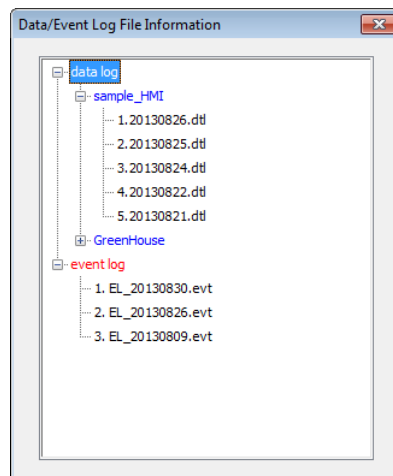 Data/Event Log File Information
data log
sample_HMI
1.20130826.dtl
2.20130825.dtl
3.20130824.dtl
4.20130822.dtl
5.20130821.dtl
GreenHouse
event log
1. EL_20130830.evt
2. EL_20130826.evt
3. EL_20130809.evt